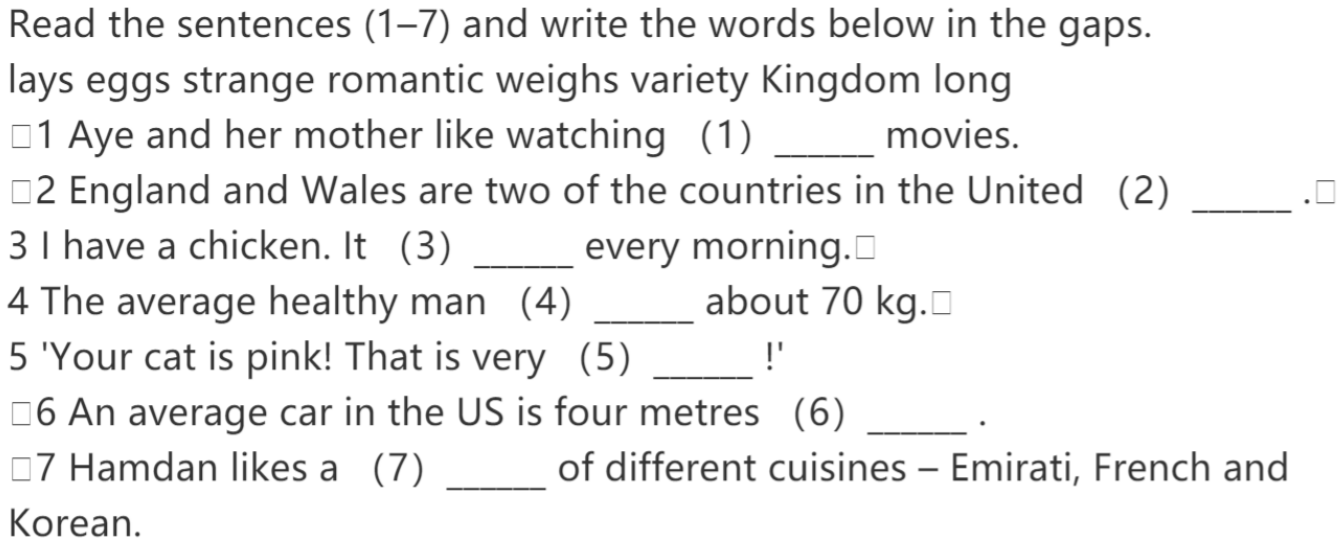 Read the sentences (1–7) and write the words below in the gaps.
lays eggs strange romantic weighs variety Kingdom long
□1 Aye and her mother like watching （1） ______ movies.
□2 England and Wales are two of the countries in the United （2） ______ .□
3 I have a chicken. It （3） ______ every morning.□
4 The average healthy man （4） ______ about 70 kg.□
5 'Your cat is pink! That is very （5） ______ !'
□6 An average car in the US is four metres （6） ______ .
□7 Hamdan likes a （7） ______ of different cuisines – Emirati, French and
Korean.